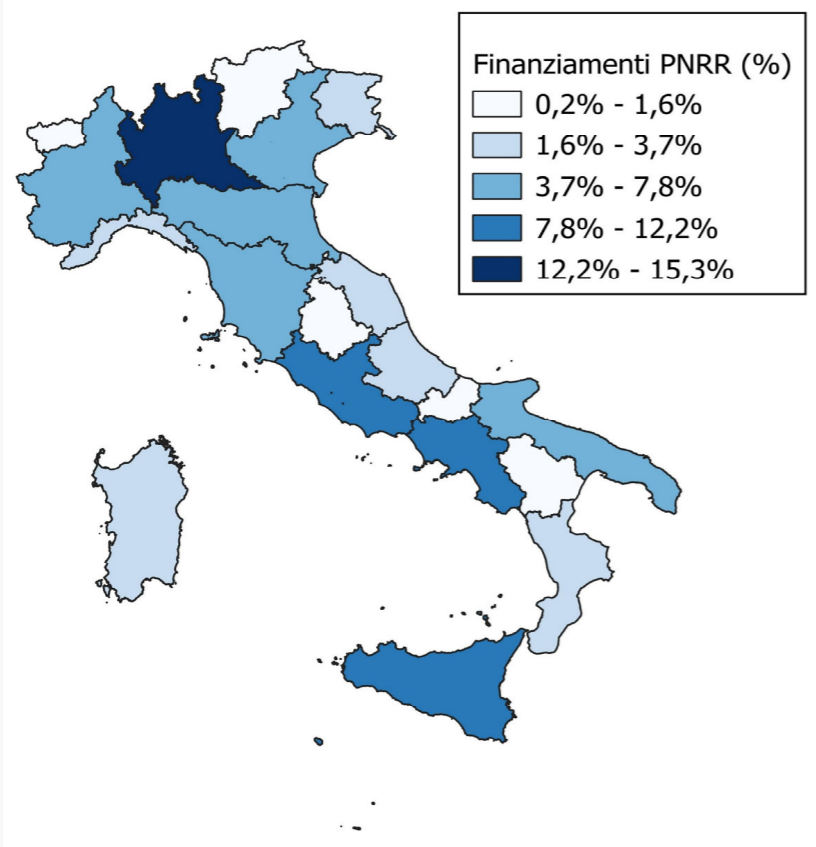 Finanziamenti PNRR (%)
0,2% - 1,6%
1,6% - 3,7%
3,7% - 7,8%
7,8% - 12,2%
12,2% - 15,3%